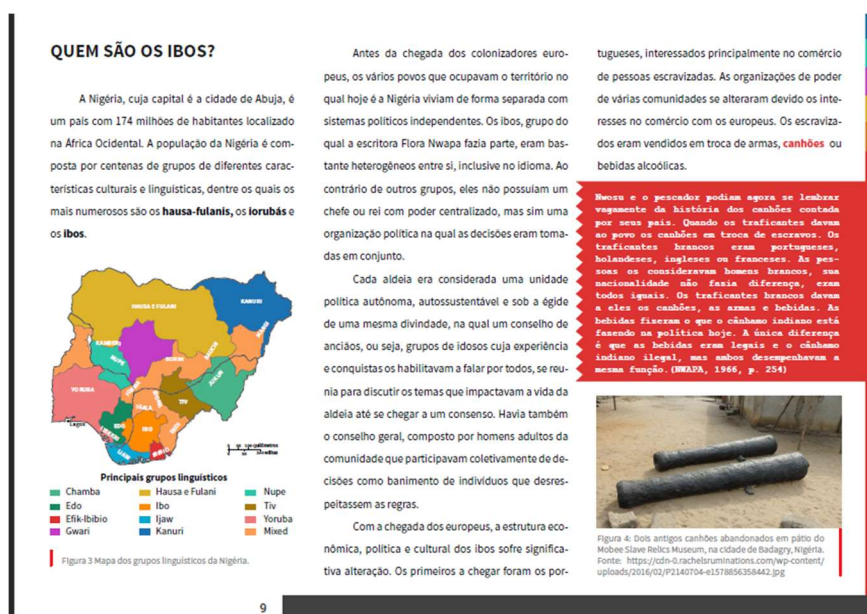 QUEM SÃO OS IBOS?
A Nigéria, cuja capital é a cidade de Abuja, é
um país com 174 milhões de habitantes localizado
na África Ocidental. A população da Nigéria é com-
posta por centenas de grupos de diferentes carac-
terísticas culturais e linguísticas, dentre os quais os
mais numerosos são os hausa-fulanis, os iorubás e
os ibos.
HAUSA E FULANI
KANURI
KAMBERI
NUPE
YORUBA
EDO
IGALA
IBO
TIV
IJAW
Lagos
Principais grupos linguísticos
Chamba
Hausa e Fulani
Nupe
Edo
Ibo
Tiv
Efik-Ibibio
Ijaw
Yoruba
Gwari
Kanuri
Mixed
Figura 3 Mapa dos grupos linguísticos da Nigéria.
Antes da chegada dos colonizadores euro-
peus, os vários povos que ocupavam o território no
qual hoje é a Nigéria viviam de forma separada com
sistemas políticos independentes. Os ibos, grupo do
qual a escritora Flora Nwapa fazia parte, eram bas-
tante heterogêneos entre si, inclusive no idioma. Ao
contrário de outros grupos, eles não possuíam um
chefe ou rei com poder centralizado, mas sim uma
organização política na qual as decisões eram toma-
das em conjunto.
Cada aldeia era considerada uma unidade
política autônoma, autossustentável e sob a égide
de uma mesma divindade, na qual um conselho de
anciãos, ou seja, grupos de idosos cuja experiência
e conquistas os habilitavam a falar por todos, se reu-
nia para discutir os temas que impactavam a vida da
aldeia até se chegar a um consenso. Havia também
o conselho geral, composto por homens adultos da
comunidade que participavam coletivamente de de-
cisões como banimento de indivíduos que desres-
peitassem as regras.
Com a chegada dos europeus, a estrutura eco-
nômica, política e cultural dos ibos sofre significa-
tiva alteração. Os primeiros a chegar foram os por-
tugueses, interessados principalmente no comércio
de pessoas escravizadas. As organizações de poder
de várias comunidades se alteraram devido os inte-
resses no comércio com os europeus. Os escraviza-
dos eram vendidos em troca de armas, canhões ou
bebidas alcoólicas.
Nwosu e o pescador podiam agora se lembrar
vagamente da história dos canhões contada
por seus pais. Quando os traficantes davam
ao povo os canhões em troca de escravos. Os
traficantes brancos eram portugueses,
holandeses, ingleses ou franceses. As pes-
soas os consideravam homens brancos, sua
nacionalidade não fazia diferença, eram
todos iguais. Os traficantes brancos davam
a eles os canhões, as armas e bebidas. As
bebidas fizeram o que o cânhamo indiano está
fazendo na política hoje. A única diferença
é que as bebidas eram legais e o cânhamo
indiano ilegal, mas ambos desempenhavam a
mesma função.(NWAPA, 1966, p. 254)
Figura 4: Dois antigos canhões abandonados em pátio do
Mobee Slave Relics Museum, na cidade de Badagry, Nigéria.
Fonte: https://cdn-0.rachelsruminations.com/wp-content/
uploads/2016/02/P2140704-e1578856358442.jpg
9